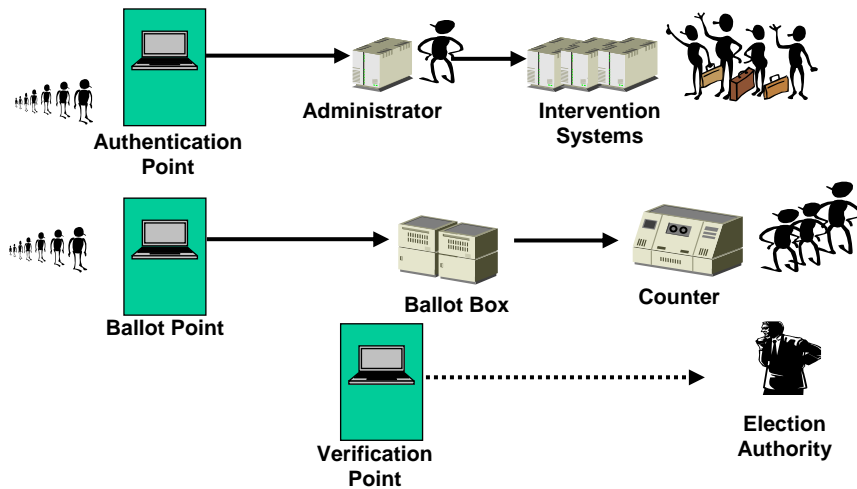 Authentication
Point
Administrator
Intervention
Systems
Ballot Point
Ballot Box
Counter
Verification
Point
Election
Authority